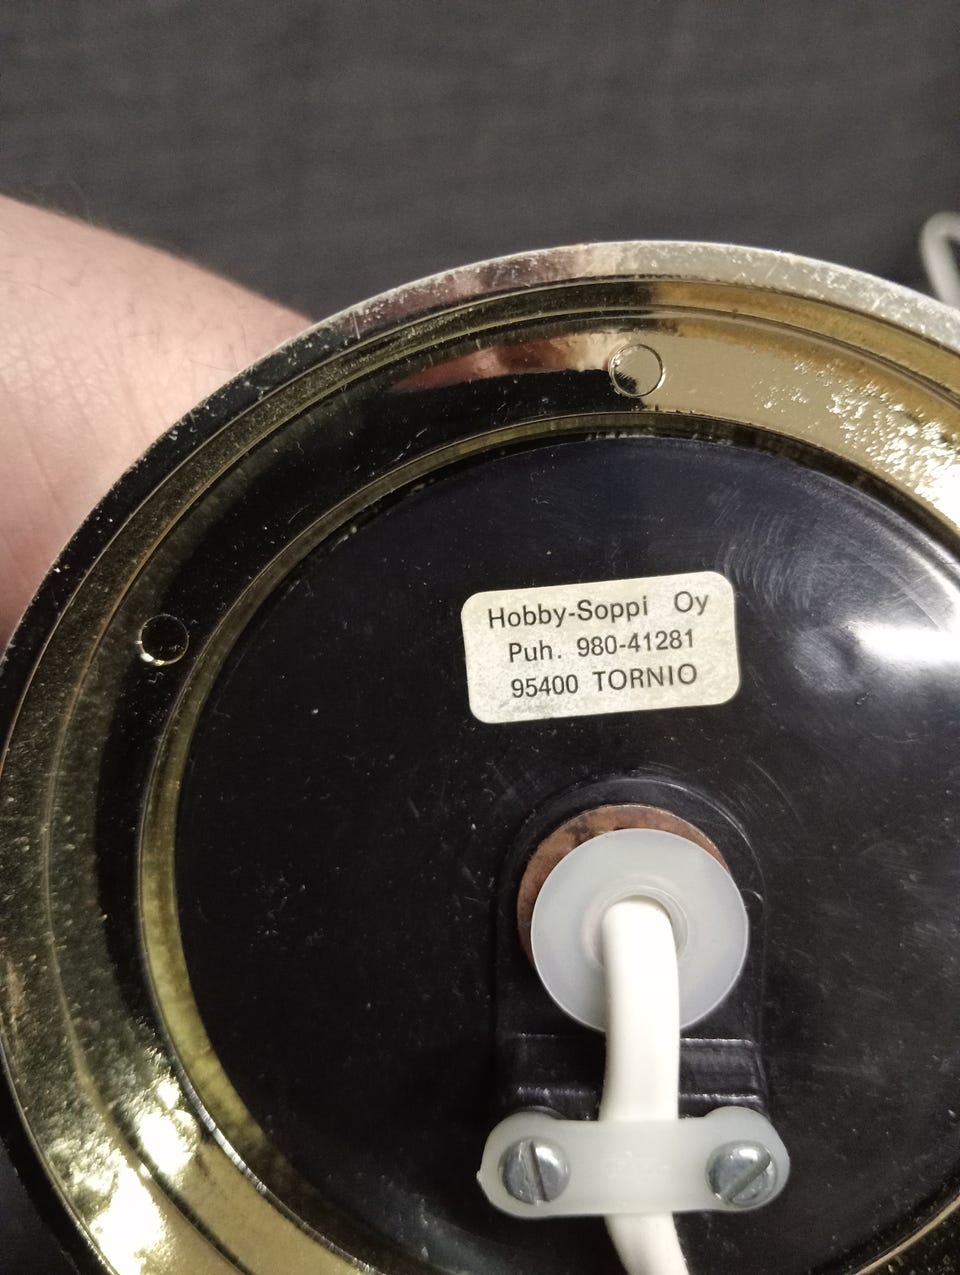 Hobby-Soppi Oy
Puh. 980-41281
95400 TORNIO